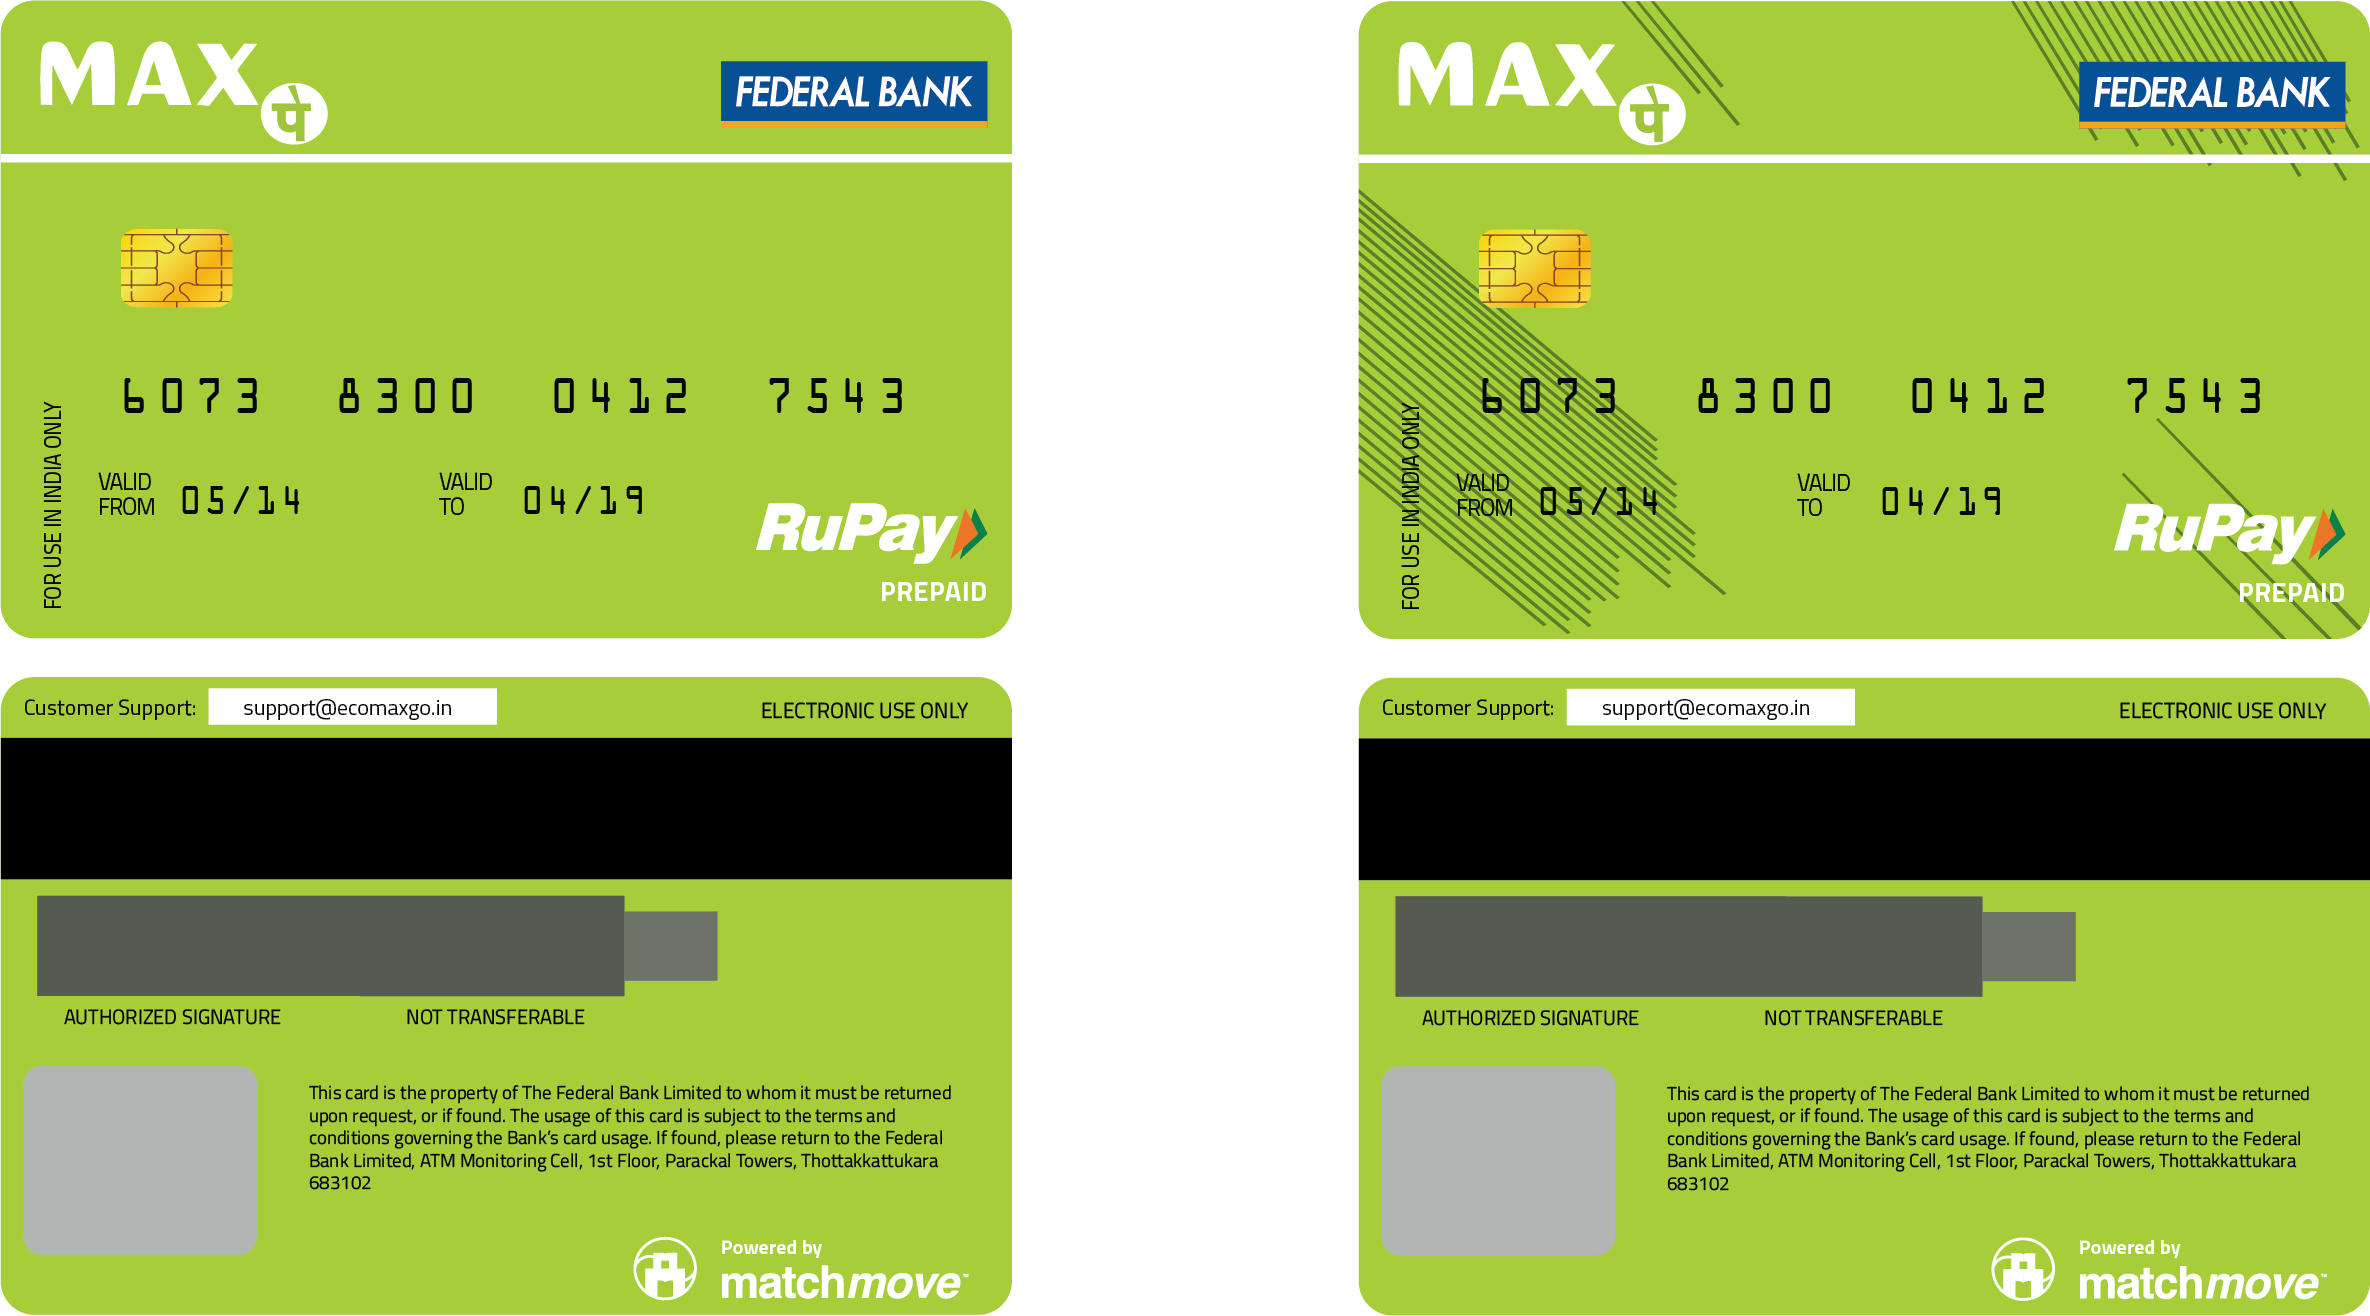 MAX पे
FEDERAL BANK
6073 8300 0412 7543
FOR USE IN INDIA ONLY
VALID FROM 05/14
VALID TO 04/19
RuPay
PREPAID
MAX पे
FEDERAL BANK
6073 8300 0412 7543
FOR USE IN INDIA ONLY
VALID FROM 05/14
VALID TO 04/19
RuPay
PREPAID
Customer Support: support@ecomaxgo.in
ELECTRONIC USE ONLY
AUTHORIZED SIGNATURE
NOT TRANSFERABLE
This card is the property of The Federal Bank Limited to whom it must be returned
upon request, or if found. The usage of this card is subject to the terms and
conditions governing the Bank’s card usage. If found, please return to the Federal
Bank Limited, ATM Monitoring Cell, 1st Floor, Parackal Towers, Thottakkattukara
683102
Powered by
matchmove™
Customer Support: support@ecomaxgo.in
ELECTRONIC USE ONLY
AUTHORIZED SIGNATURE
NOT TRANSFERABLE
This card is the property of The Federal Bank Limited to whom it must be returned
upon request, or if found. The usage of this card is subject to the terms and
conditions governing the Bank’s card usage. If found, please return to the Federal
Bank Limited, ATM Monitoring Cell, 1st Floor, Parackal Towers, Thottakkattukara
683102
Powered by
matchmove™